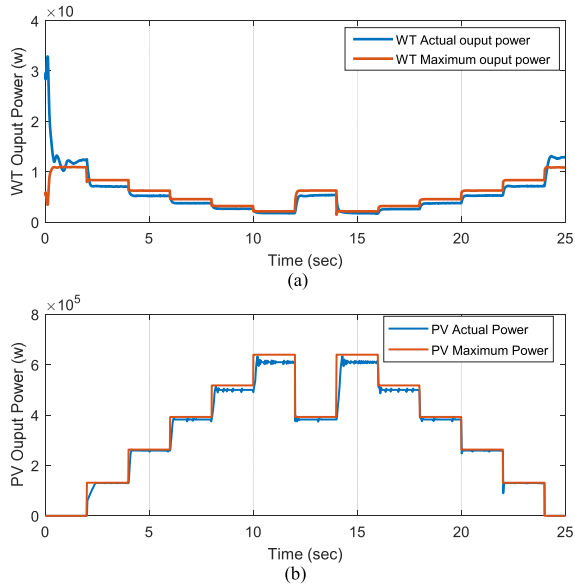 ×10
WT Actual ouput power
WT Maximum ouput power
4
3
2
1
0
WT Ouput Power (w)
0 5 10 15 20 25
Time (sec)
(a)
×10⁵
PV Actual Power
PV Maximum Power
8
6
4
2
0
PV Ouput Power (w)
0 5 10 15 20 25
Time (sec)
(b)